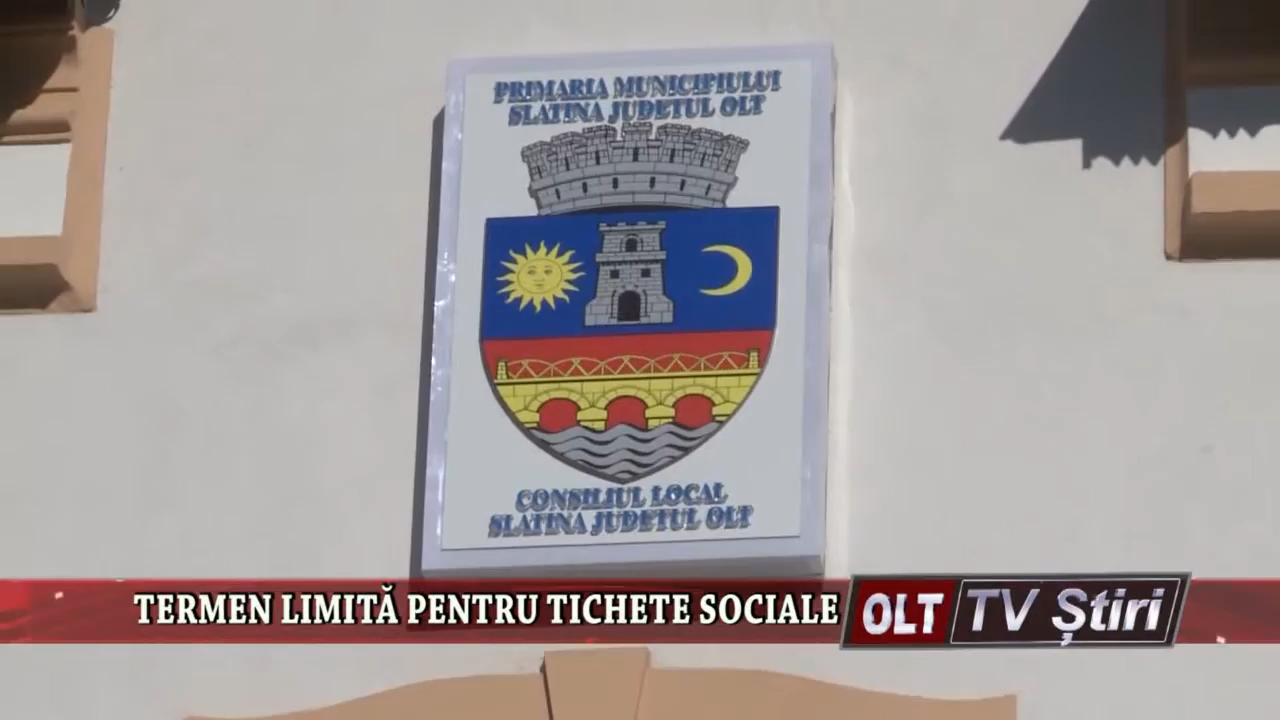 PRIMARIA MUNICIPIULUI
SLATINA JUDETUL OLT
CONSILIUL LOCAL
SLATINA JUDETUL OLT
TERMEN LIMITĂ PENTRU TICHETE SOCIALE
OLT TV Știri